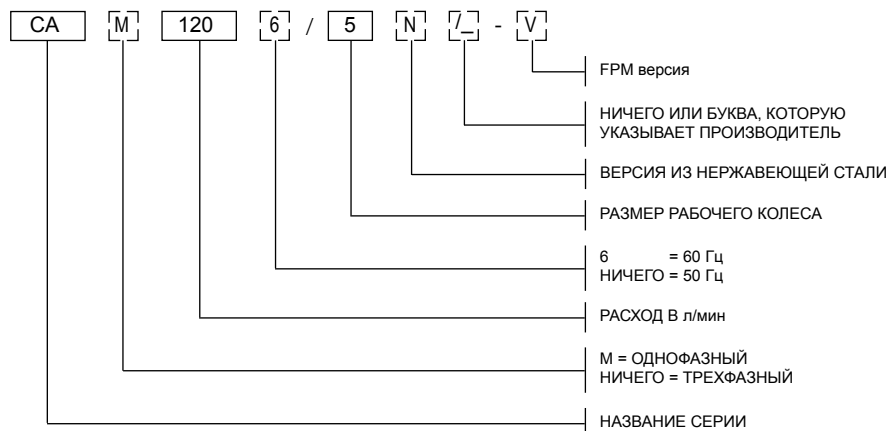 CA M 120 6 / 5 N /_ - V
FPM версия
НИЧЕГО ИЛИ БУКВА, КОТОРУЮ
УКАЗЫВАЕТ ПРОИЗВОДИТЕЛЬ
ВЕРСИЯ ИЗ НЕРЖАВЕЮЩЕЙ СТАЛИ
РАЗМЕР РАБОЧЕГО КОЛЕСА
6 = 60 Гц
НИЧЕГО = 50 Гц
РАСХОД В л/мин
M = ОДНОФАЗНЫЙ
НИЧЕГО = ТРЕХФАЗНЫЙ
НАЗВАНИЕ СЕРИИ